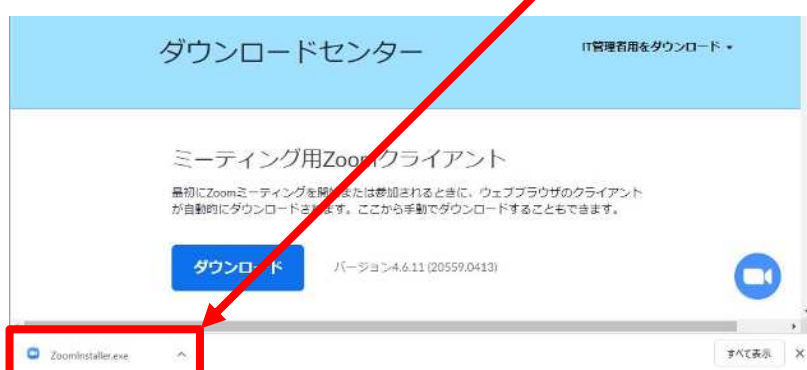 ダウンロードセンター
IT管理者用をダウンロード
ミーティング用Zoomクライアント
最初にZoomミーティングを開始または参加されるときに、ウェブブラウザのクライアント
が自動的にダウンロードされます。ここから手動でダウンロードすることもできます。
ダウンロード
バージョン4.6.11 (20559.0413)
ZoomInstaller.exe
すべて表示